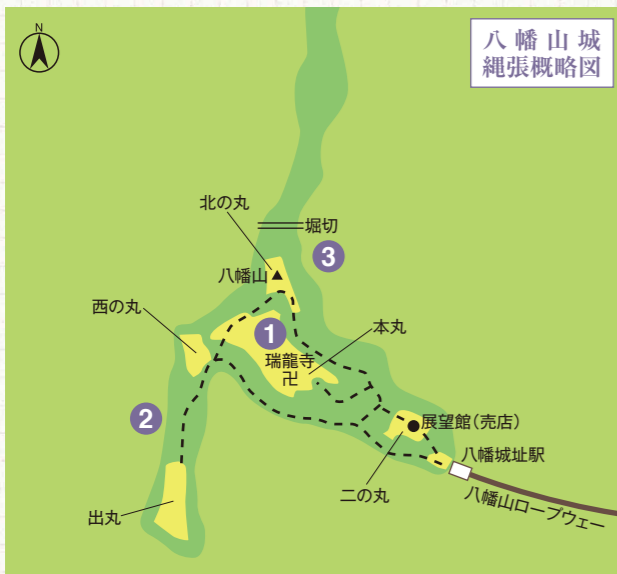 N
八幡山城
縄張概略図
北の丸
堀切
3
八幡山
西の丸
1
本丸
瑞龍寺
卍
2
展望館(売店)
八幡城址駅
二の丸
八幡山ロープウェー
出丸